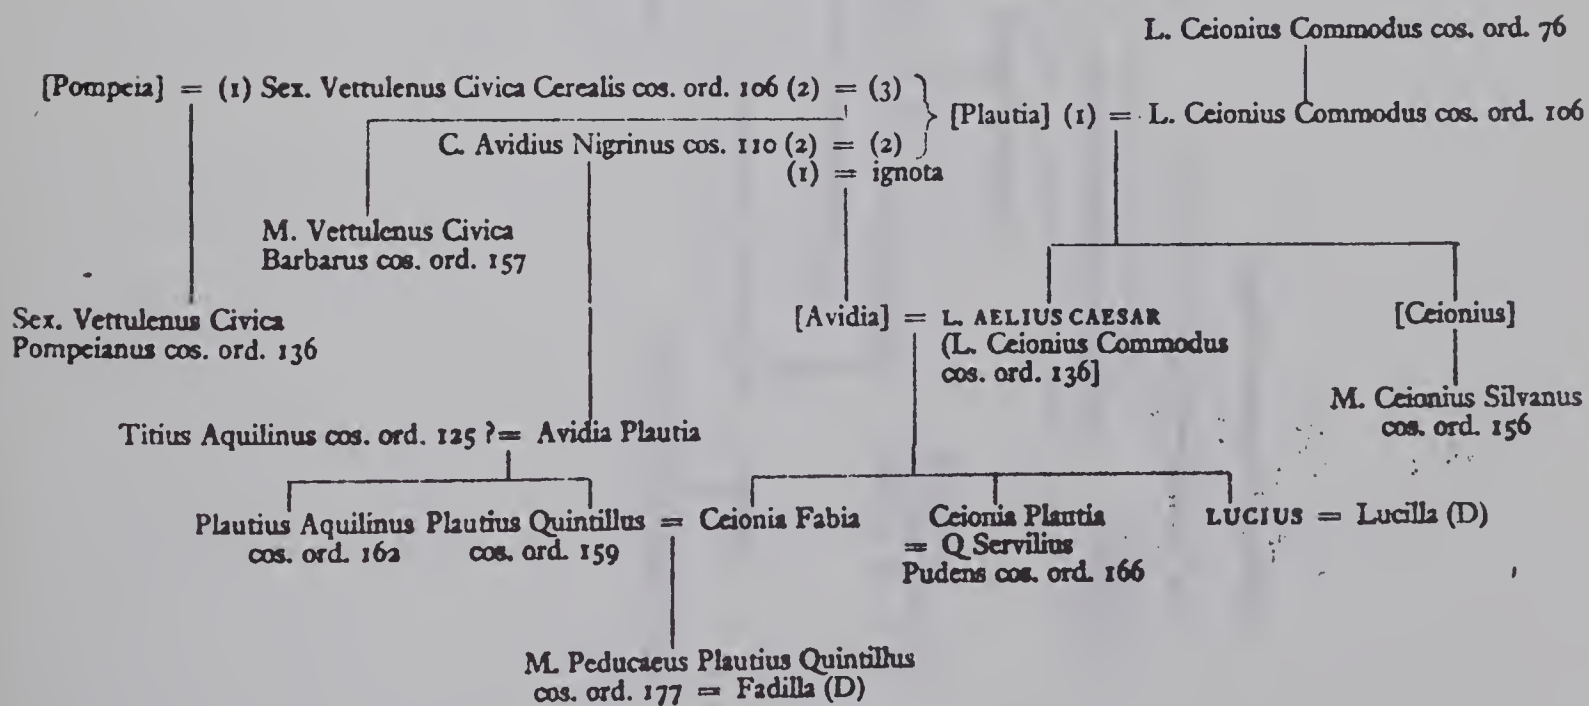 L. Ceionius Commodus cos. ord. 76
[Pompeia] = (1) Sex. Vettulenus Civica Cerealis cos. ord. 106 (2) = (3)
[Plautia] (1) = L. Ceionius Commodus cos. ord. 106
C. Avidius Nigrinus cos. 110 (2) = (2)
(1) = ignota
M. Vettulenus Civica
Barbarus cos. ord. 157
Sex. Vettulenus Civica
Pompeianus cos. ord. 136
[Avidia] = L. AELIUS CAESAR
(L. Ceionius Commodus
cos. ord. 136]
[Ceionius]
M. Ceionius Silvanus
cos. ord. 156
Titius Aquilinus cos. ord. 125 ?= Avidia Plautia
Plautius Aquilinus
cos. ord. 162
Plautius Quintillus = Ceionia Fabia
cos. ord. 159
Ceionia Plautia
= Q Servilius
Pudens cos. ord. 166
LUCIUS = Lucilla (D)
M. Peducaeus Plautius Quintillus
cos. ord. 177 = Fadilla (D)